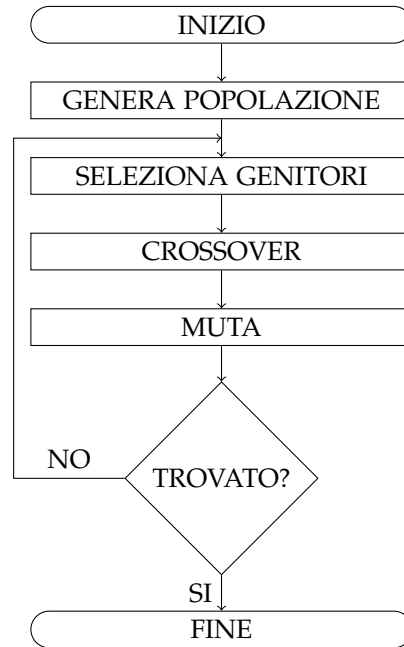 INIZIO
GENERA POPOLAZIONE
SELEZIONA GENITORI
CROSSOVER
MUTA
NO
TROVATO?
SI
FINE